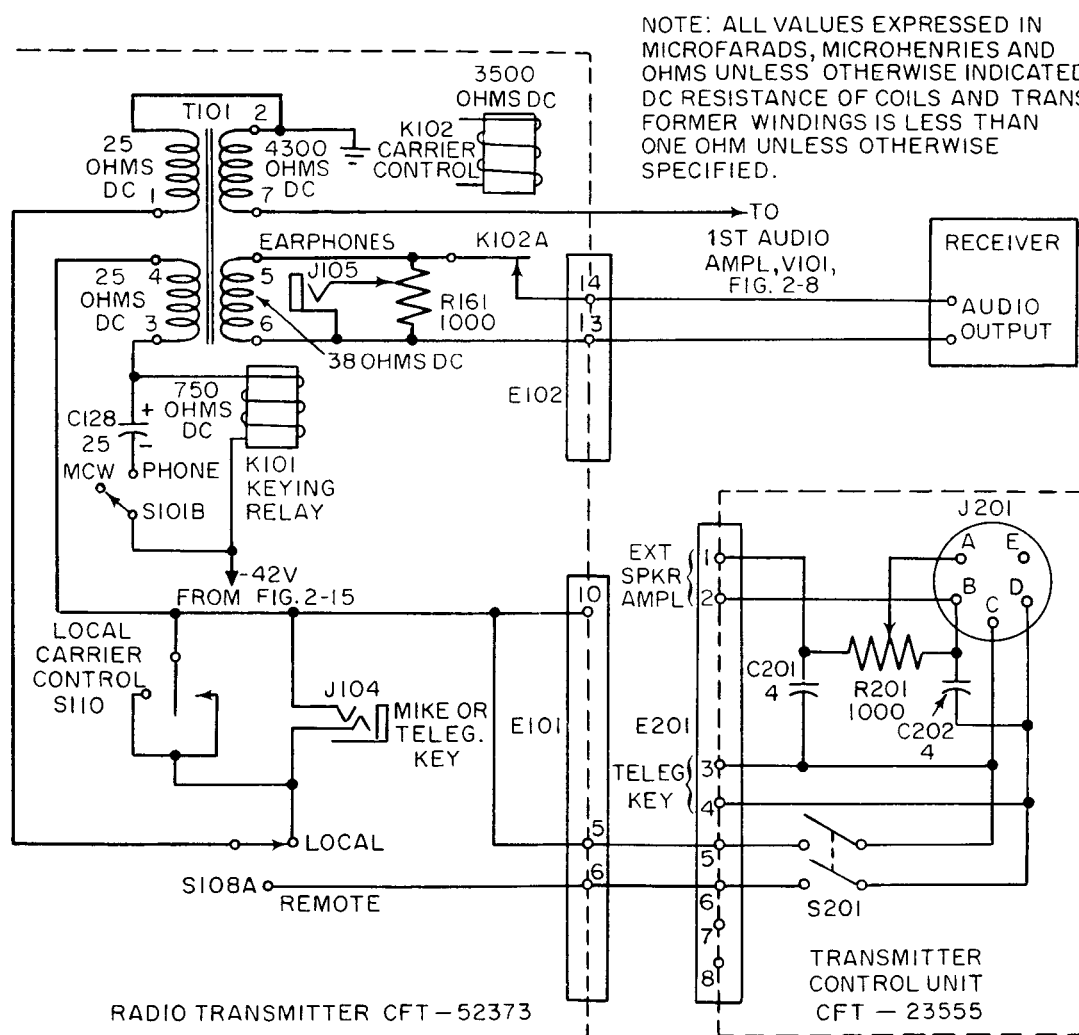 NOTE: ALL VALUES EXPRESSED IN
MICROFARADS, MICROHENRIES AND
OHMS UNLESS OTHERWISE INDICATED
DC RESISTANCE OF COILS AND TRANS
FORMER WINDINGS IS LESS THAN
ONE OHM UNLESS OTHERWISE
SPECIFIED.
3500
OHMS DC
K102
CARRIER
CONTROL
T101
2
25
OHMS
DC
4300
OHMS
DC
1
7
TO
1ST AUDIO
AMPL, V101,
FIG. 2-8
RECEIVER
AUDIO
OUTPUT
EARPHONES
K102A
4
5
J105
14
25
OHMS
DC
R161
1000
13
3
6
38 OHMS DC
E102
750
OHMS
DC
C128
25
+
-
MCW
PHONE
S101B
K101
KEYING
RELAY
-42V
FROM FIG. 2-15
10
LOCAL
CARRIER
CONTROL
S110
J104
MIKE OR
TELEG.
KEY
E101
5
LOCAL
6
S108A
REMOTE
RADIO TRANSMITTER CFT-52373
J201
A
E
B
D
C
EXT
SPKR
AMPL
1
2
C201
4
R201
1000
C202
4
E201
TELEG
KEY
3
4
5
6
S201
7
8
TRANSMITTER
CONTROL UNIT
CFT-23555